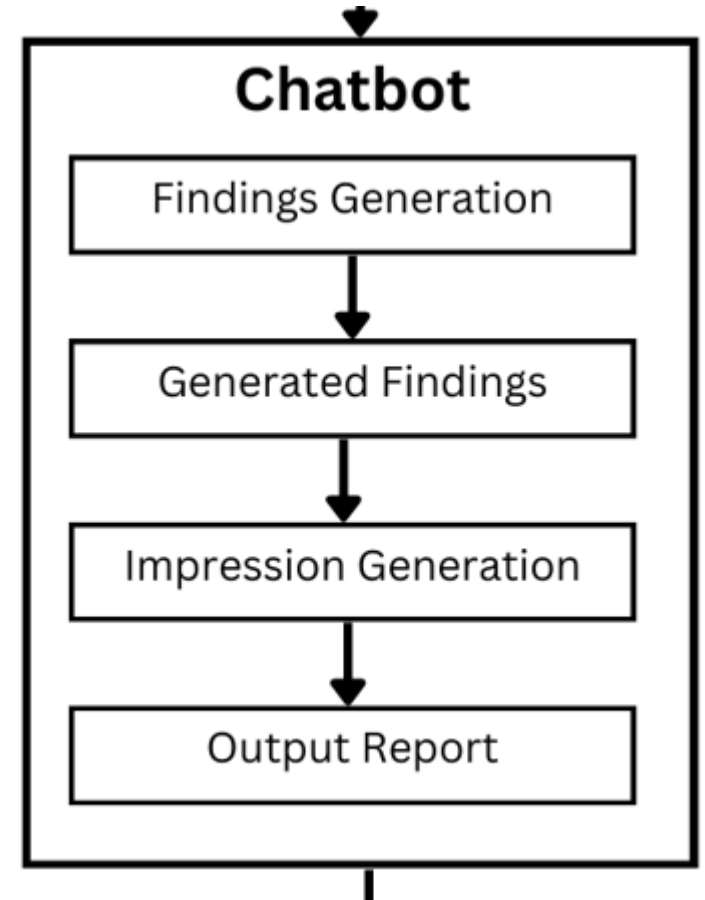 Chatbot
Findings Generation
Generated Findings
Impression Generation
Output Report